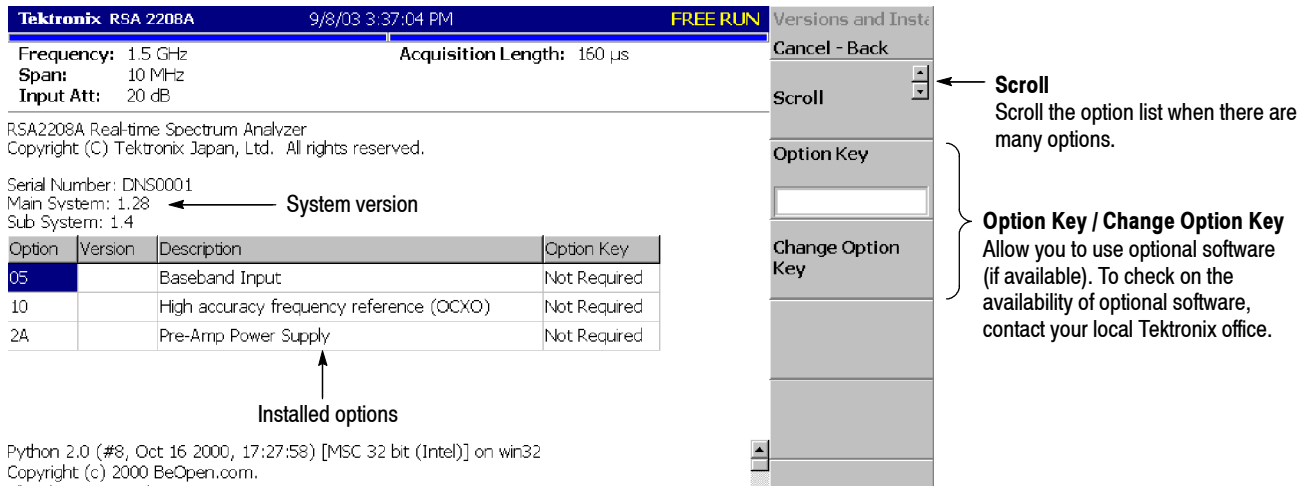 Tektronix RSA 2208A 9/8/03 3:37:04 PM FREE RUN
Frequency: 1.5 GHz Acquisition Length: 160 µs
Span: 10 MHz
Input Att: 20 dB
RSA2208A Real-time Spectrum Analyzer
Copyright (C) Tektronix Japan, Ltd. All rights reserved.
Serial Number: DNS0001
Main System: 1.28
System version
Sub System: 1.4
Option Version Description Option Key
05 Baseband Input Not Required
10 High accuracy frequency reference (OCXO) Not Required
2A Pre-Amp Power Supply Not Required
Installed options
Python 2.0 (#8, Oct 16 2000, 17:27:58) [MSC 32 bit (Intel)] on win32
Copyright (c) 2000 BeOpen.com.
Versions and Insta
Cancel - Back
Scroll
Option Key
Change Option
Key
Scroll
Scroll the option list when there are
many options.
Option Key / Change Option Key
Allow you to use optional software
(if available). To check on the
availability of optional software,
contact your local Tektronix office.